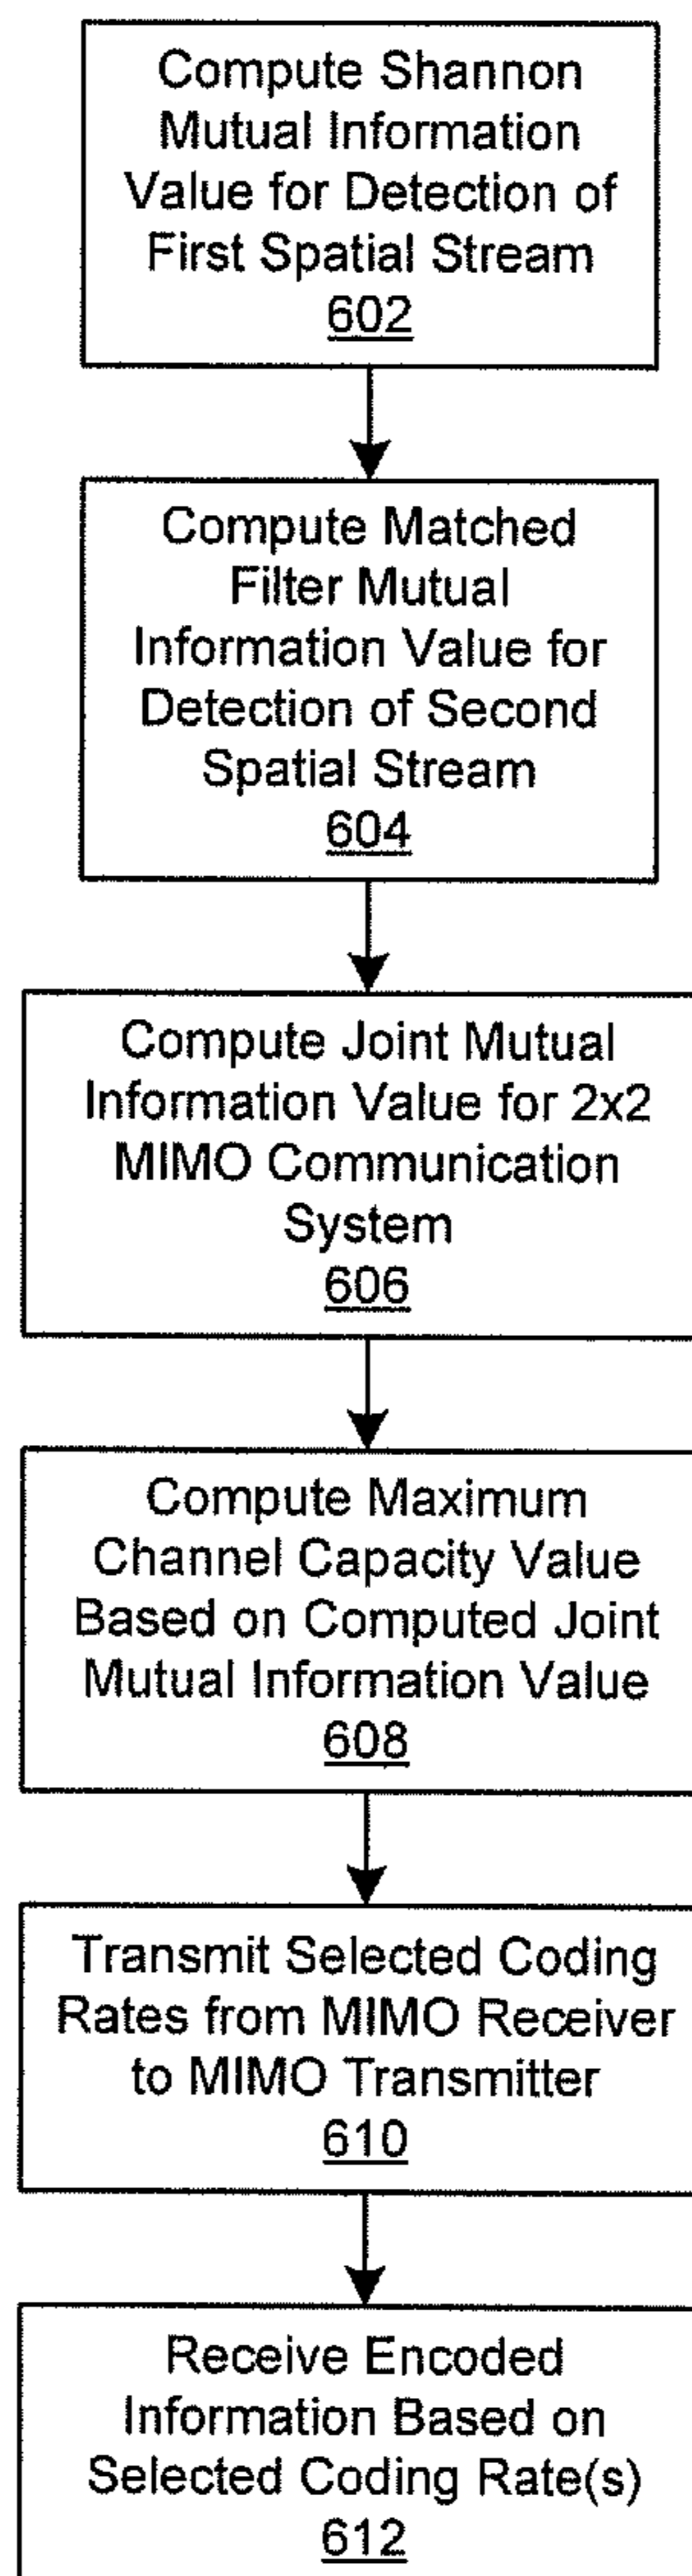 Compute Shannon
Mutual Information
Value for Detection of
First Spatial Stream
602
Compute Matched
Filter Mutual
Information Value for
Detection of Second
Spatial Stream
604
Compute Joint Mutual
Information Value for 2x2
MIMO Communication
System
606
Compute Maximum
Channel Capacity Value
Based on Computed Joint
Mutual Information Value
608
Transmit Selected Coding
Rates from MIMO Receiver
to MIMO Transmitter
610
Receive Encoded
Information Based on
Selected Coding Rate(s)
612